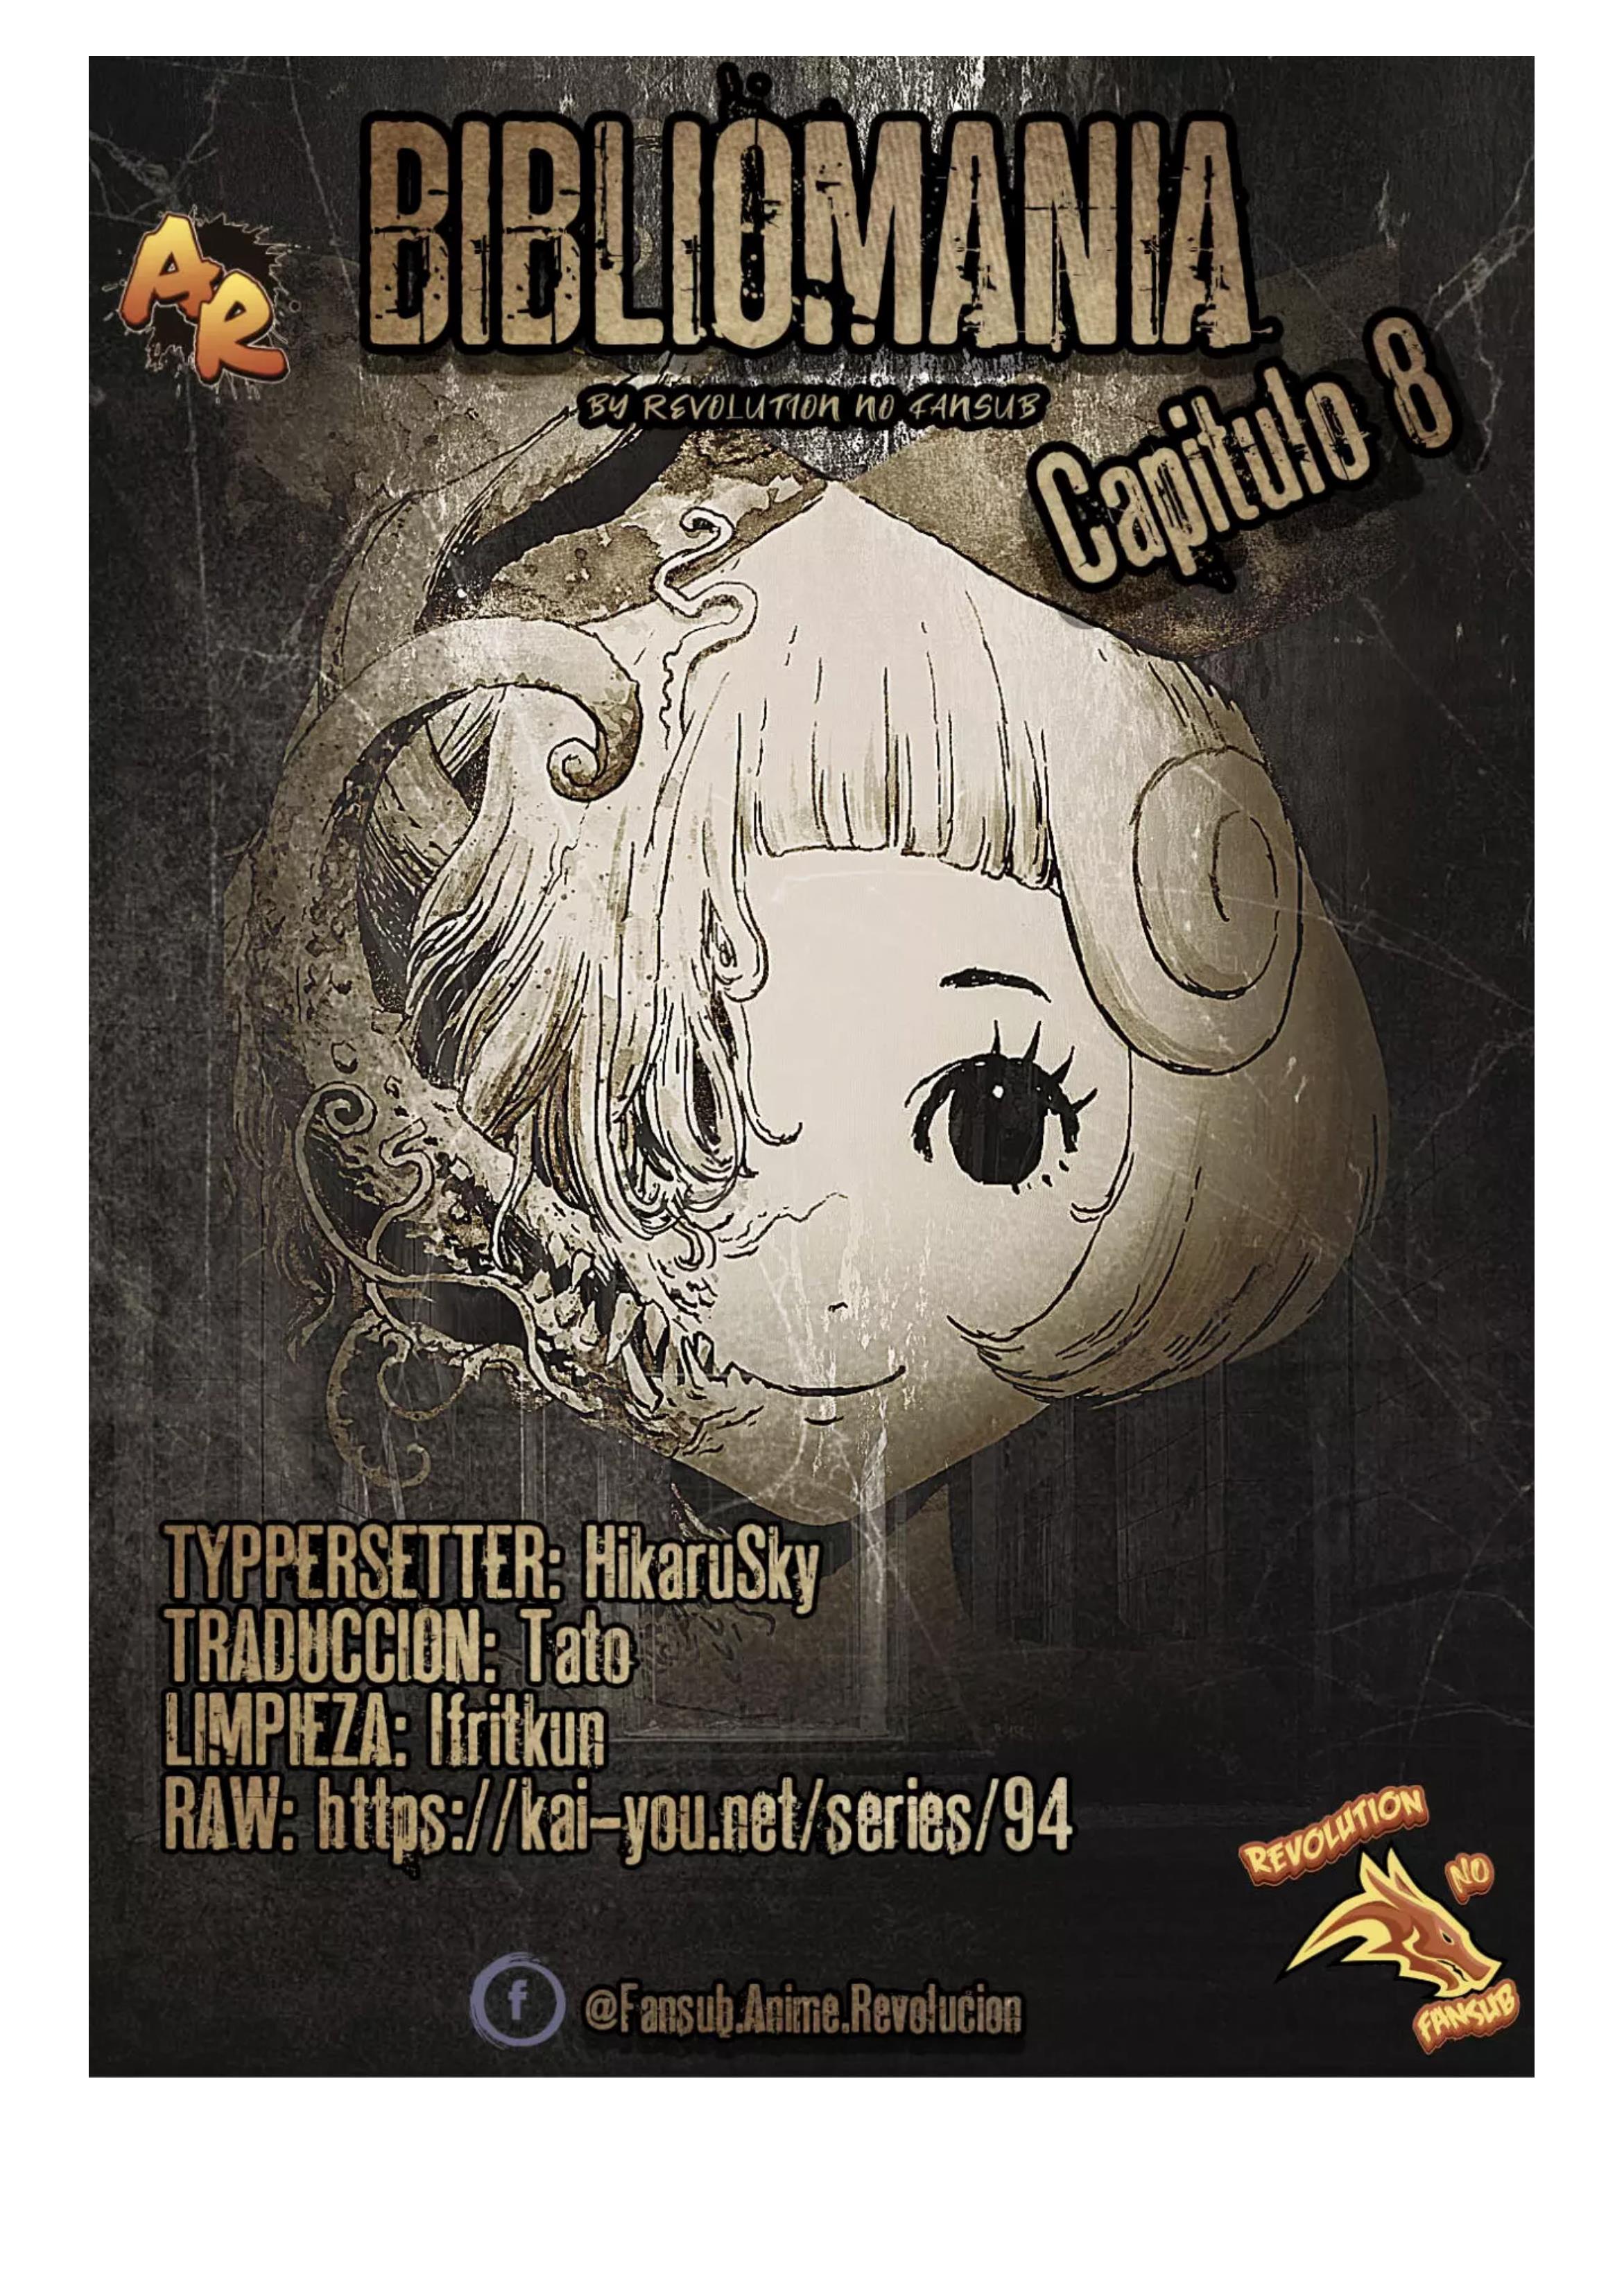 BIBLIOMANIA
AR
BY REVOLUTION NO FANSUB
Capitulo 8
TYPPERSETTER: HikaruSky
TRADUCCION: Tato
LIMPIEZA: Ifritkun
RAW: https://kai-you.net/series/94
REVOLUTION
NO
FANSUB
f @Fansub.Anime.Revolucion